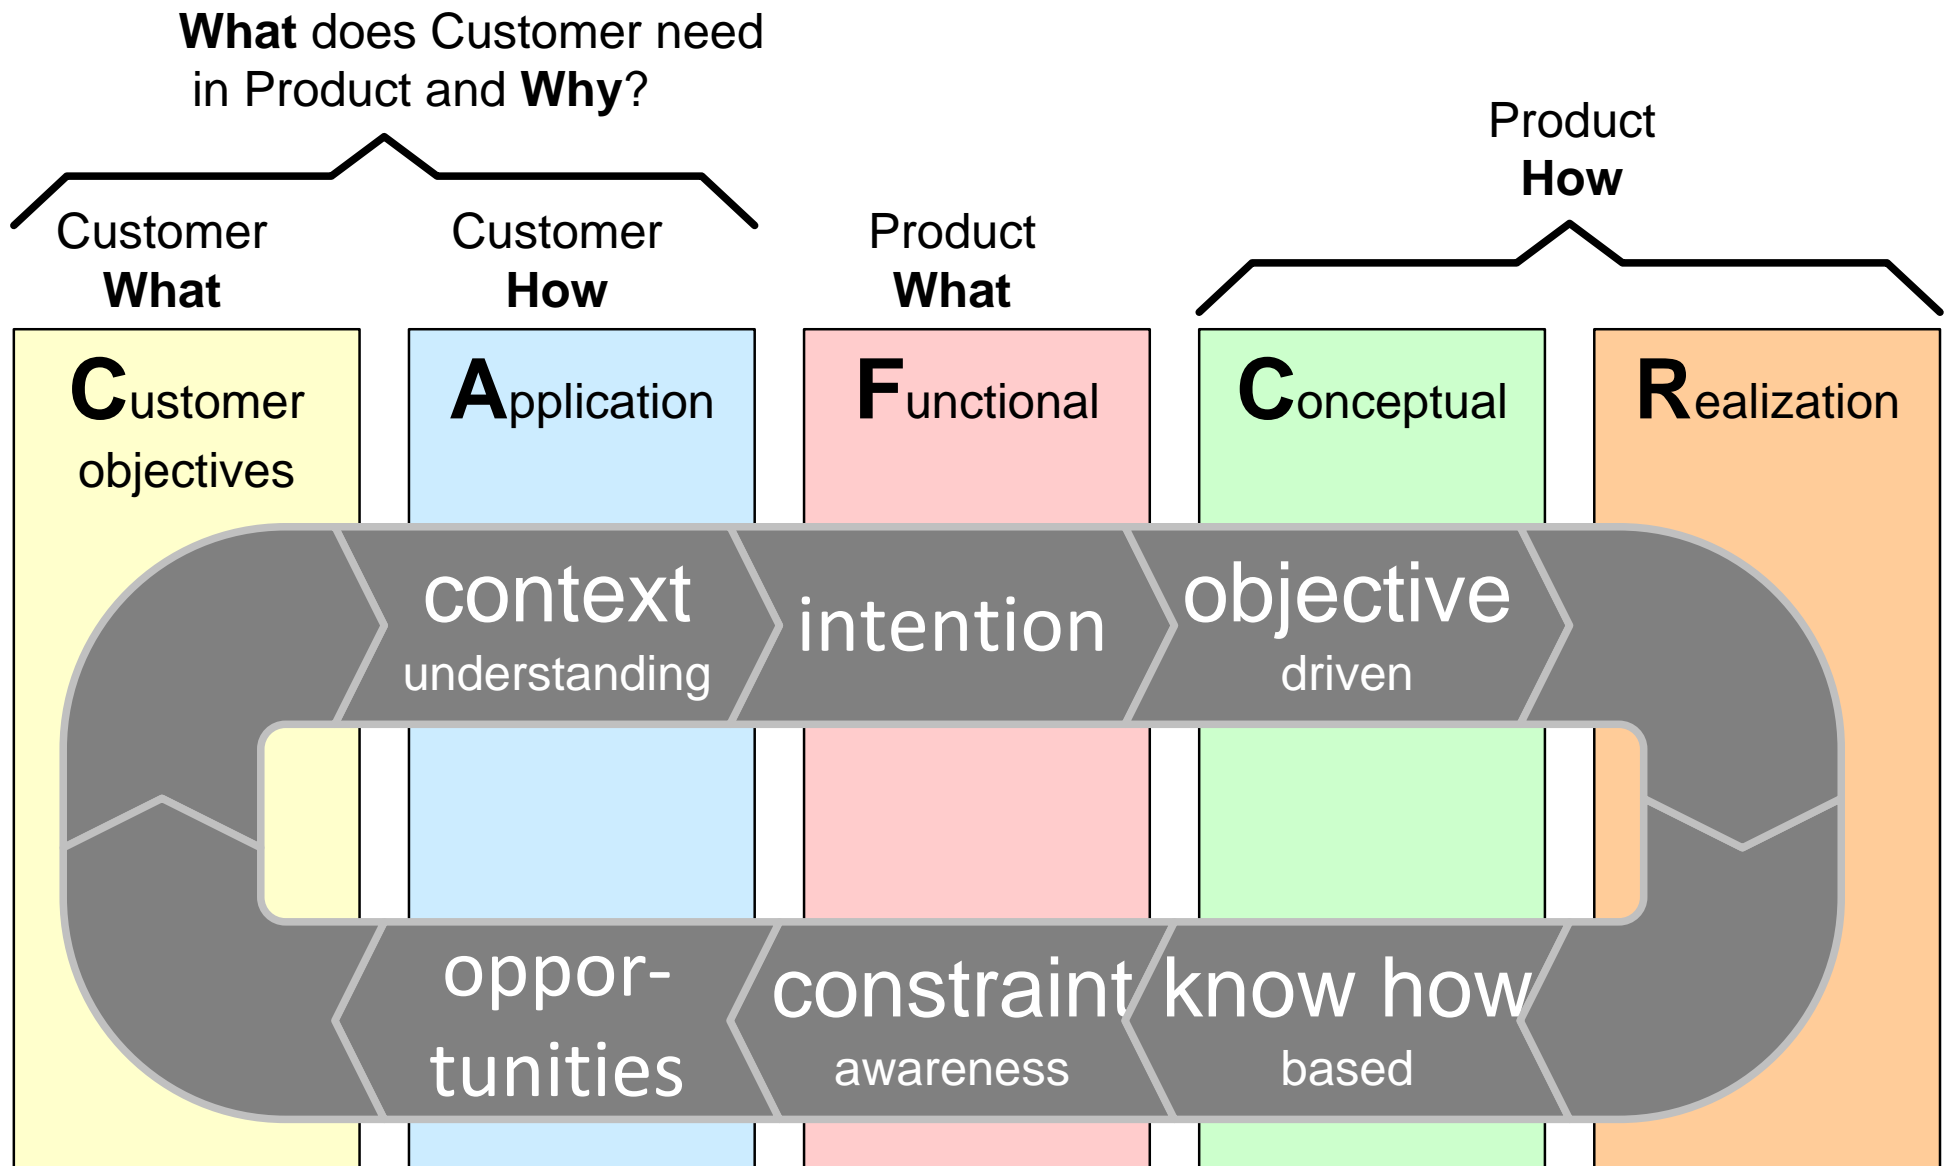 What does Customer need
in Product and Why?
Product
How
Customer
What
Customer
How
Product
What
Customer
objectives
Application
Functional
Conceptual
Realization
context
understanding
intention
objective
driven
oppor-
tunities
constraint
awareness
know how
based